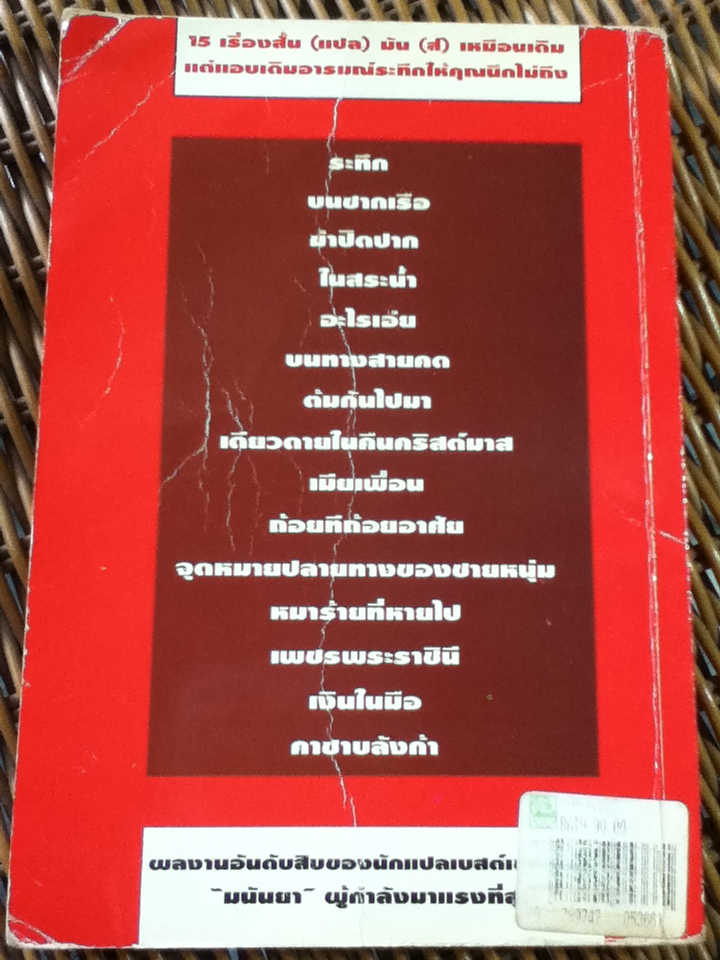 15 เรื่องสั้น (แปล) มัน (ส์) เหมือนเดิม
แต่แอบเติมอารมณ์ระทึกให้คุณนึกไม่ถึง
ระทึก
บนซากเรือ
ฆ่าปิดปาก
ในสระน้ำ
อะไรเอ่ย
บนทางสายกด
ต้มกันไปมา
เดียวดายในคืนคริสต์มาส
เมียเพื่อน
ถ้อยทีถ้อยอาศัย
จุดหมายปลายทางของชายหนุ่ม
หมาร้ายที่หายไป
เพชรพระราชินี
เงินในมือ
คาซาบลังก้า
ผลงานอันดับสิบของนักแปลเบสต์
"มนันยา" ผู้กำลังมาแรงที่